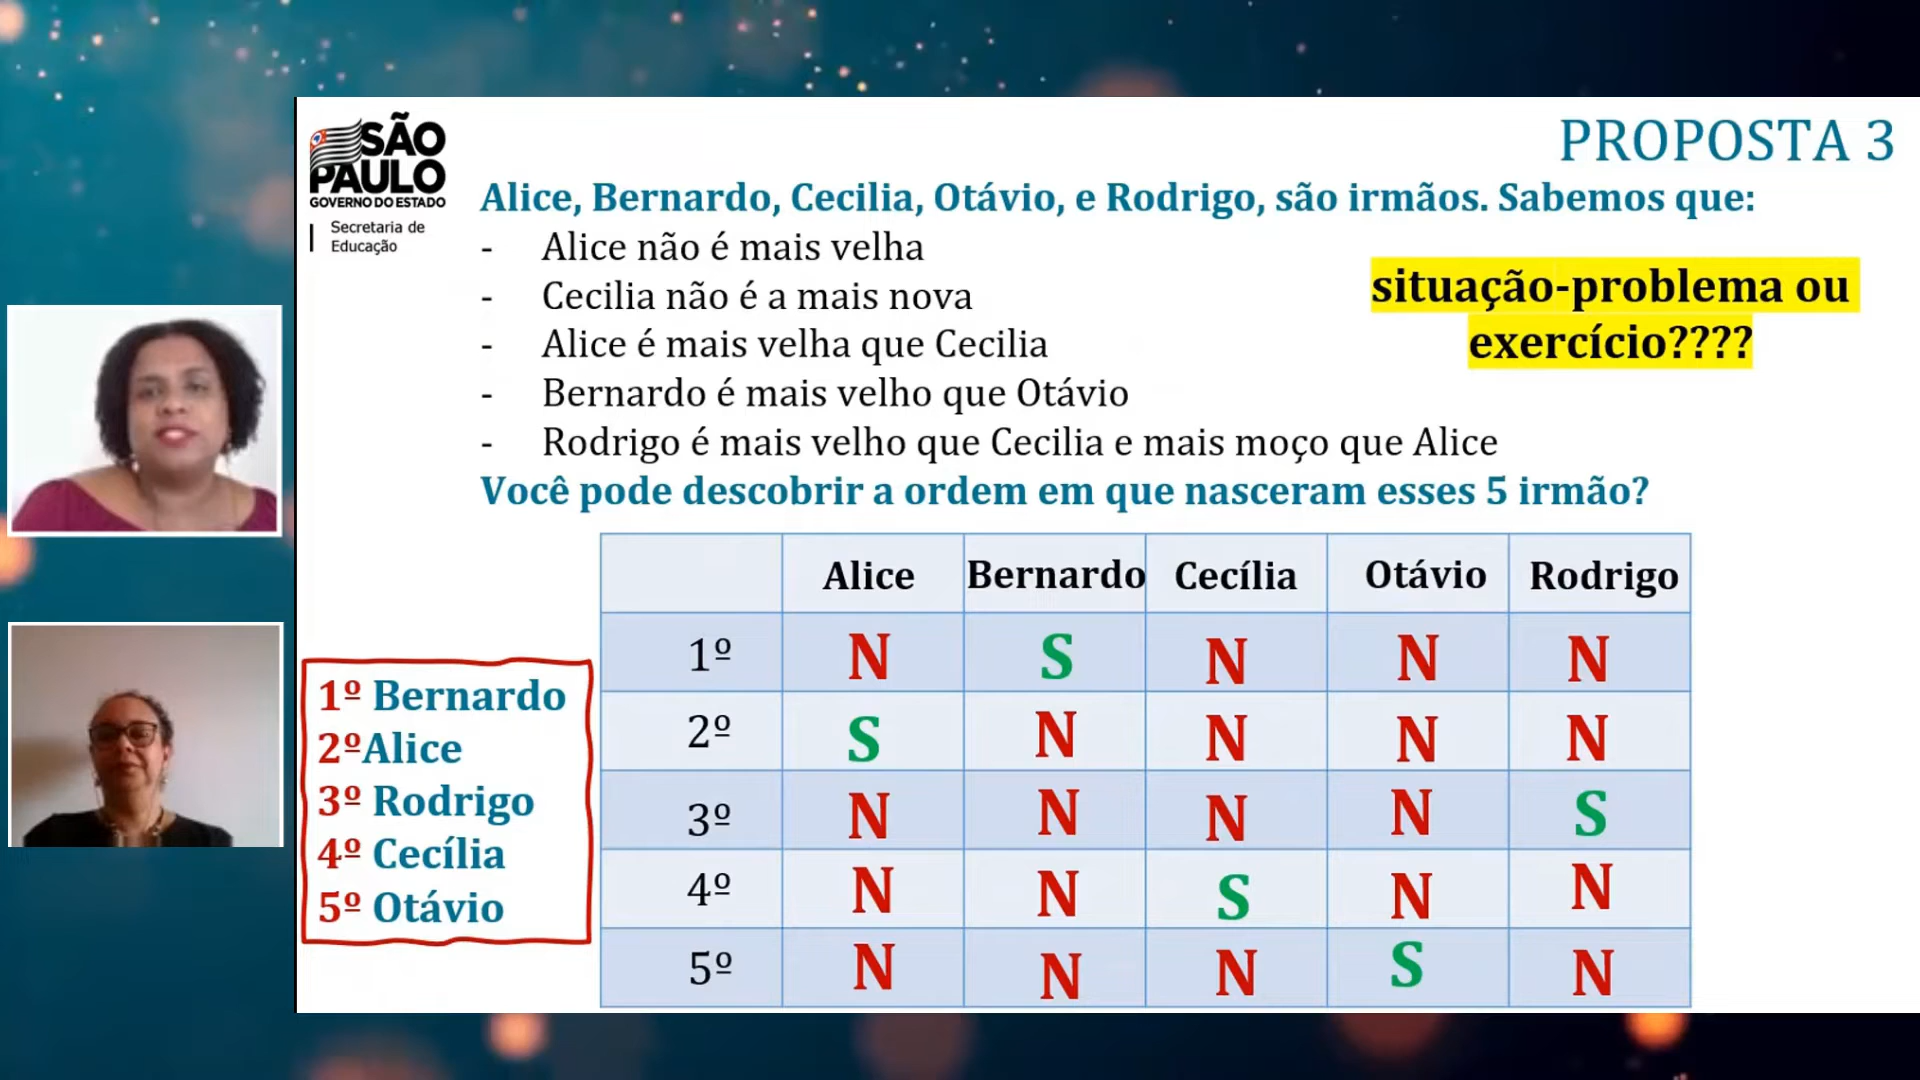 SÃO
PAULO
GOVERNO DO ESTADO
Secretaria de
Educação
PROPOSTA 3
Alice, Bernardo, Cecilia, Otávio, e Rodrigo, são irmãos. Sabemos que:
- Alice não é mais velha
- Cecilia não é a mais nova
- Alice é mais velha que Cecilia
- Bernardo é mais velho que Otávio
- Rodrigo é mais velho que Cecilia e mais moço que Alice
Você pode descobrir a ordem em que nasceram esses 5 irmão?
situação-problema ou
exercício????
Alice Bernardo Cecília Otávio Rodrigo
1º N S N N N
2º S N N N N
3º N N N N S
4º N N S N N
5º N N N S N
1º Bernardo
2ºAlice
3º Rodrigo
4º Cecília
5º Otávio